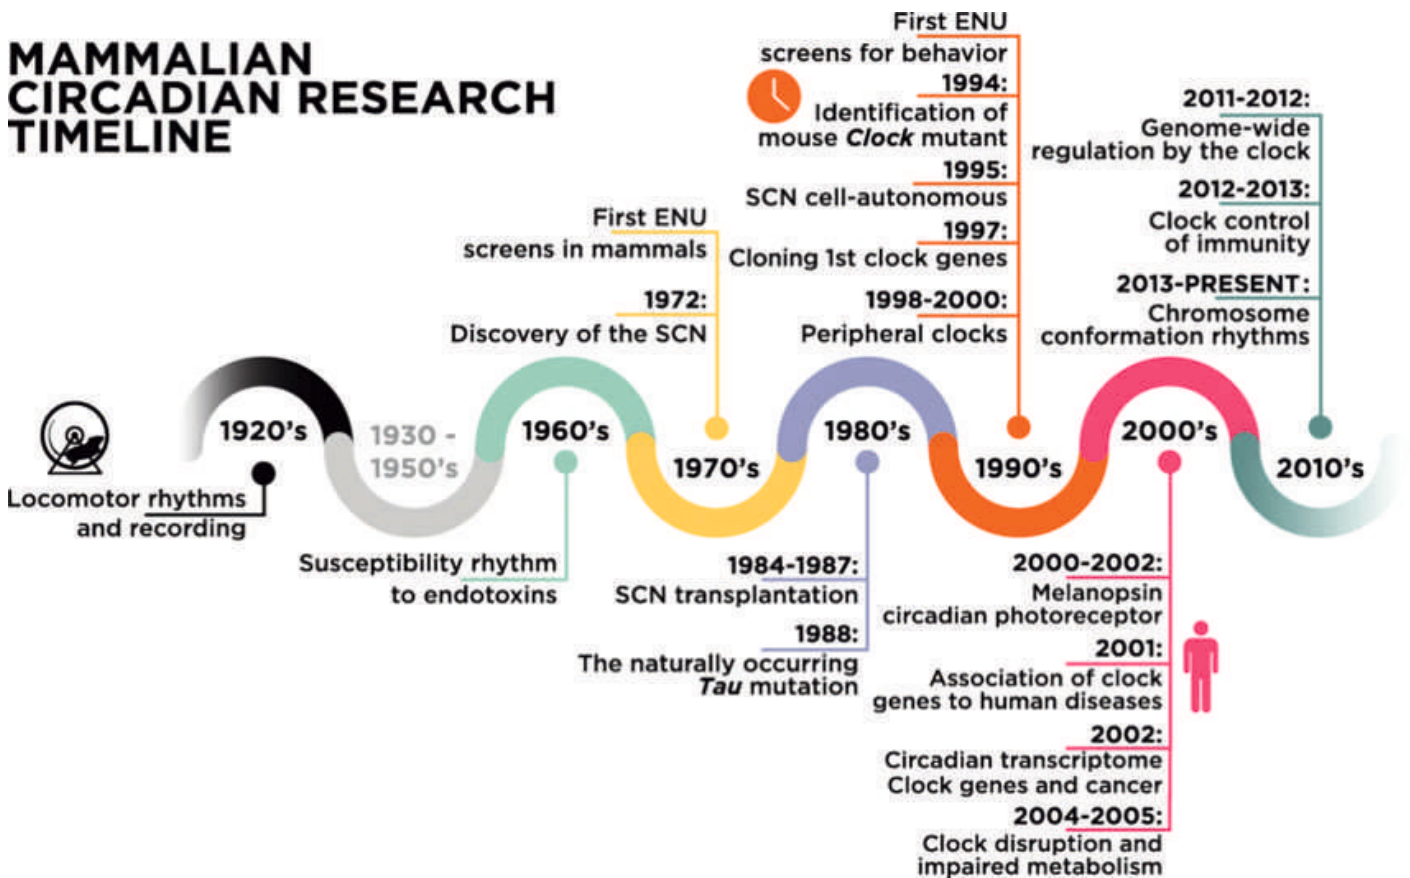 MAMMALIAN
CIRCADIAN RESEARCH
TIMELINE
1920's
Locomotor rhythms
and recording
1930 -
1950's
1960's
Susceptibility rhythm
to endotoxins
First ENU
screens in mammals
1972:
Discovery of the SCN
1970's
1980's
1984-1987:
SCN transplantation
1988:
The naturally occurring
Tau mutation
First ENU
screens for behavior
1994:
Identification of
mouse Clock mutant
1995:
SCN cell-autonomous
1997:
Cloning 1st clock genes
1998-2000:
Peripheral clocks
1990's
2000's
2000-2002:
Melanopsin
circadian photoreceptor
2001:
Association of clock
genes to human diseases
2002:
Circadian transcriptome
Clock genes and cancer
2004-2005:
Clock disruption and
impaired metabolism
2011-2012:
Genome-wide
regulation by the clock
2012-2013:
Clock control
of immunity
2013-PRESENT:
Chromosome
conformation rhythms
2010's